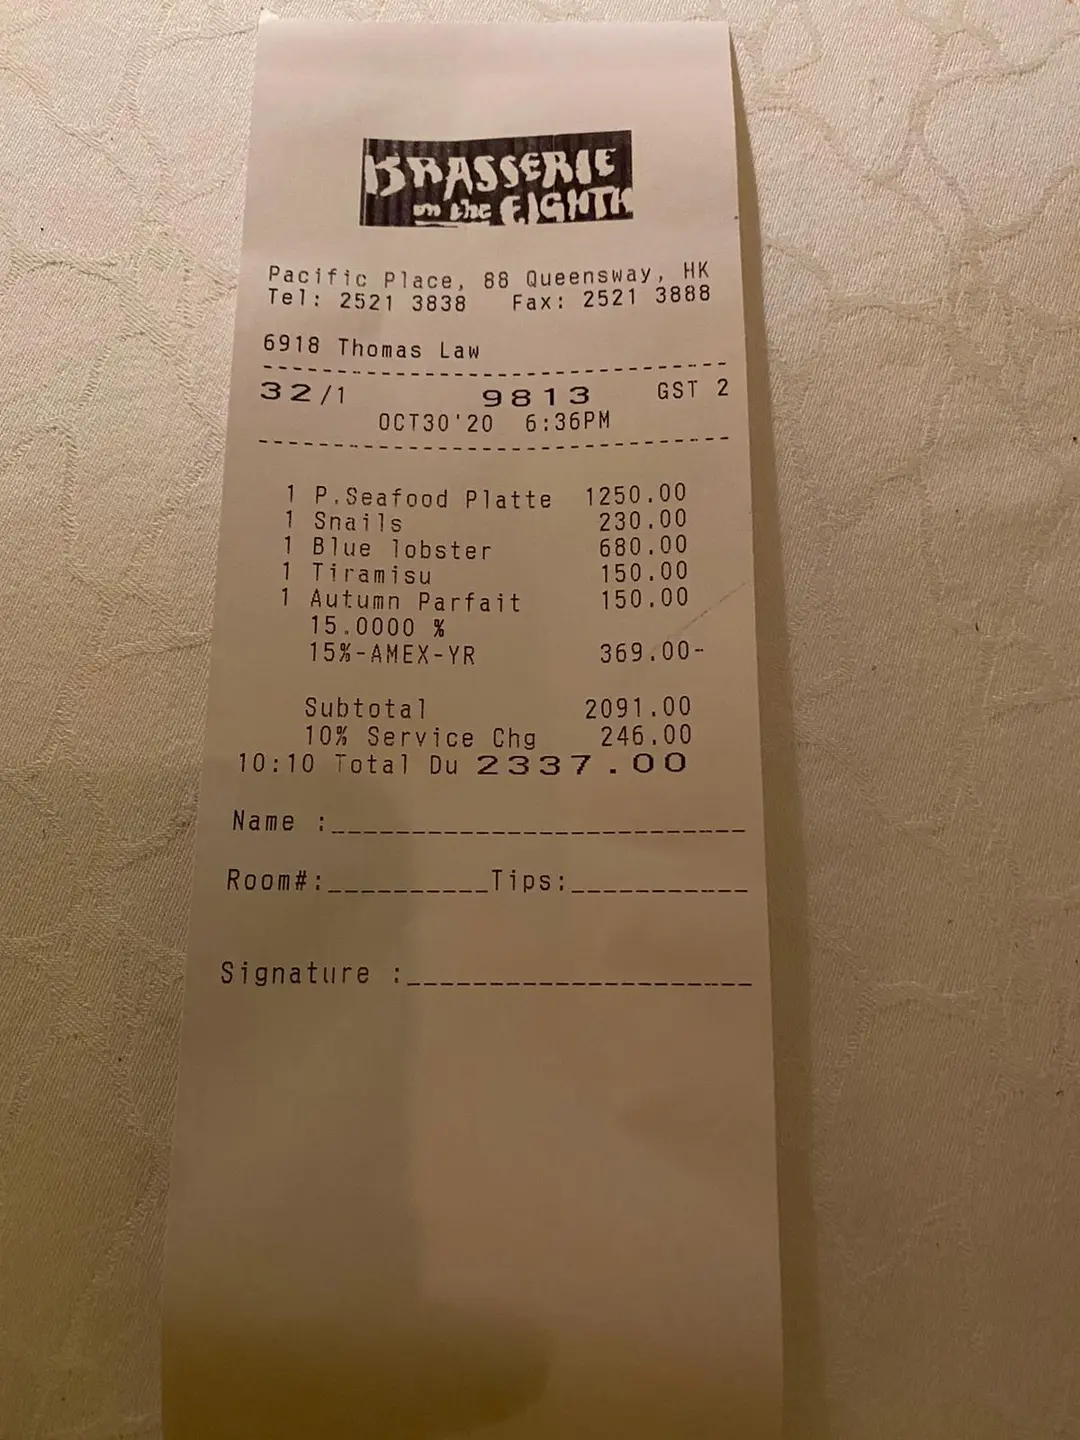 BRASSERIE
on the EIGHTH
Pacific Place, 88 Queensway, HK
Tel: 2521 3838 Fax: 2521 3888
6918 Thomas Law
32/1 9813 GST 2
OCT30'20 6:36PM
1 P.Seafood Platte 1250.00
1 Snails 230.00
1 Blue lobster 680.00
1 Tiramisu 150.00
1 Autumn Parfait 150.00
15.0000 %
15%-AMEX-YR 369.00-
Subtotal 2091.00
10% Service Chg 246.00
10:10 Total Du 2337.00
Name :
Room#: Tips:
Signature :